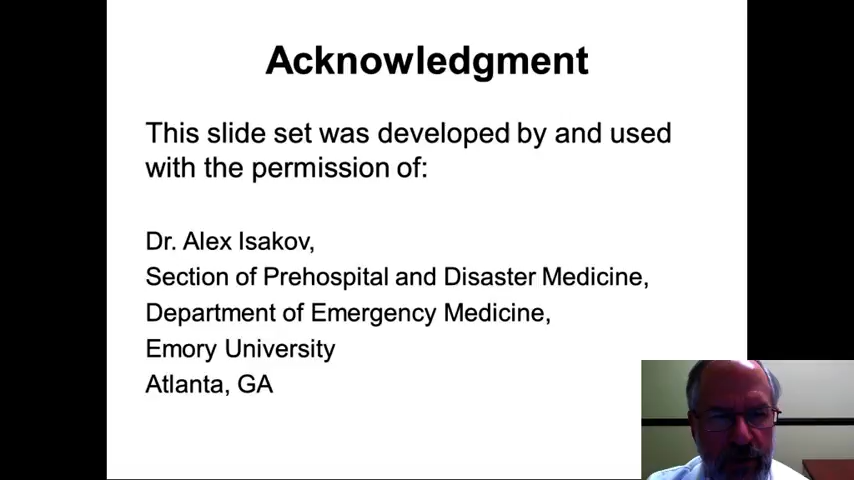 Acknowledgment
This slide set was developed by and used
with the permission of:
Dr. Alex Isakov,
Section of Prehospital and Disaster Medicine,
Department of Emergency Medicine,
Emory University
Atlanta, GA